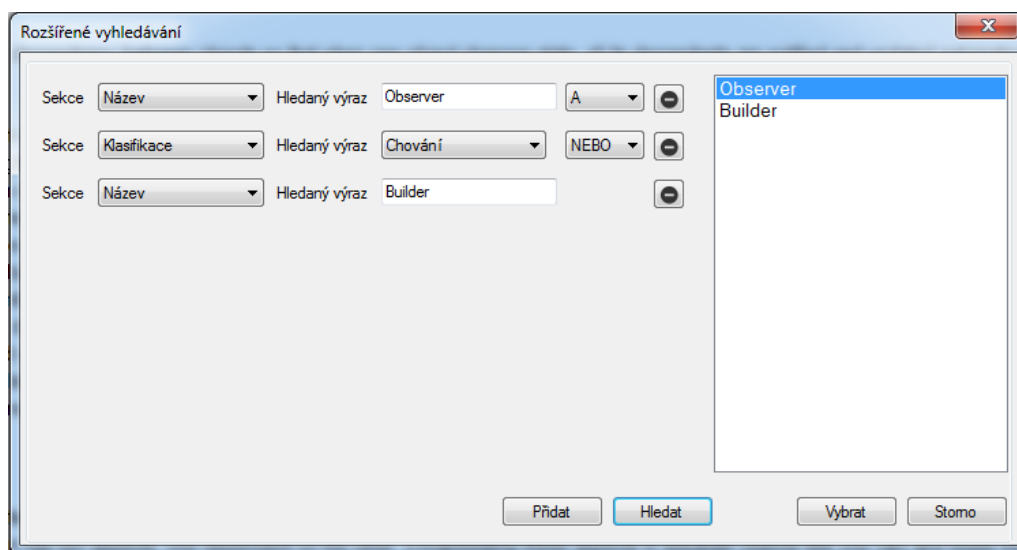 Rozšířené vyhledávání
Sekce Název Hledaný výraz Observer A
Sekce Klasifikace Hledaný výraz Chování NEBO
Sekce Název Hledaný výraz Builder
Observer
Builder
Přidat Hledat Vybrat Storno